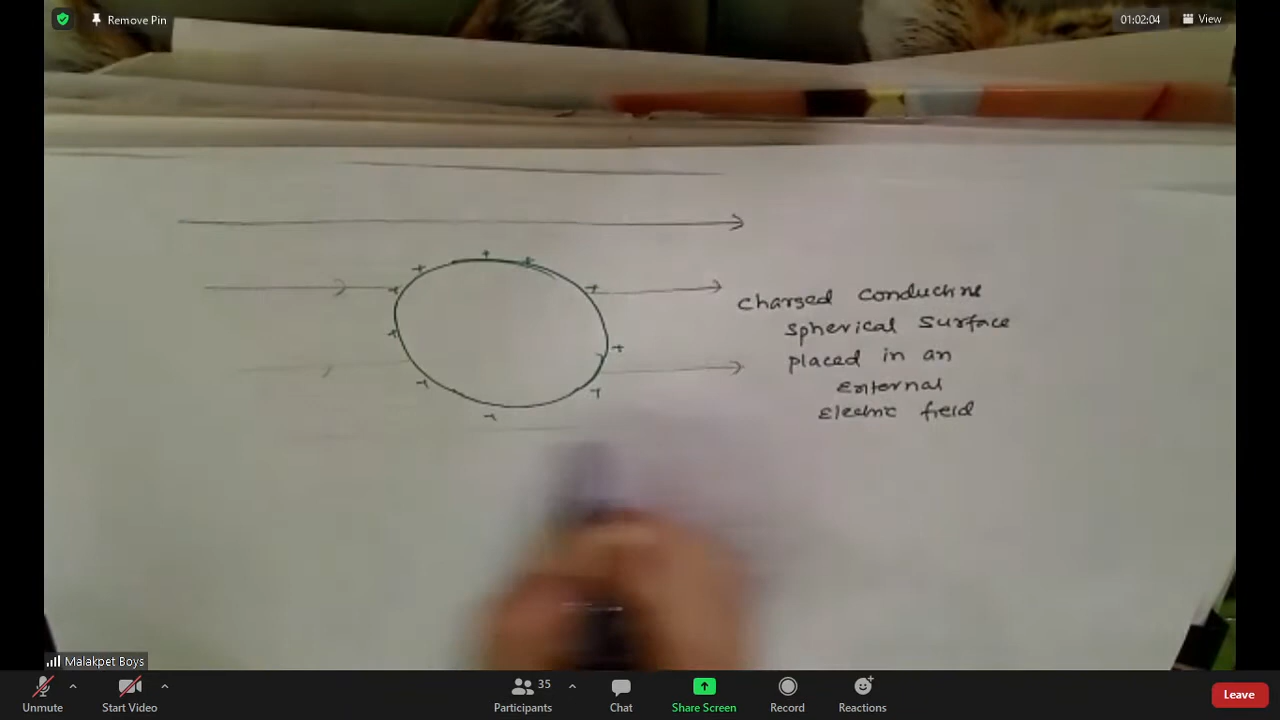 Remove Pin
01:02:04
View
charged conducting
spherical surface
placed in an
External
Electric field
Malakpet Boys
Unmute
Start Video
Participants
35
Chat
Share Screen
Record
Reactions
Leave